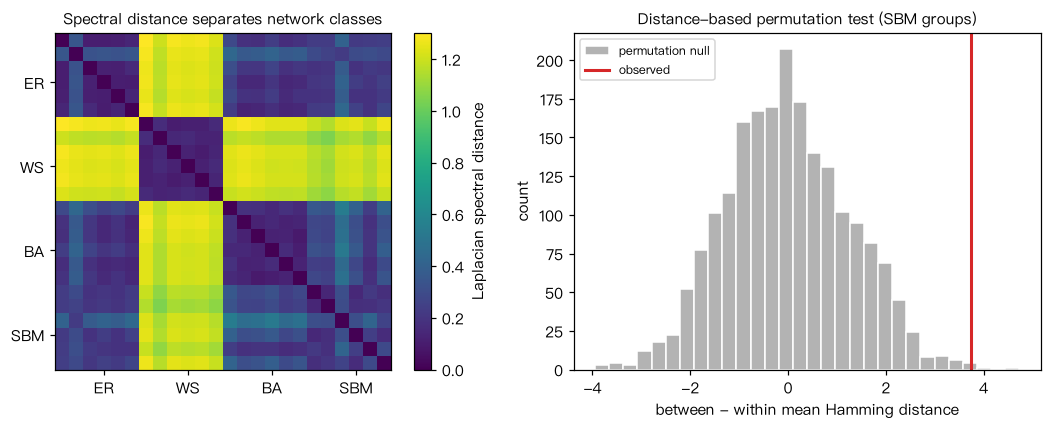 Spectral distance separates network classes
ER
WS
BA
SBM
ER
WS
BA
SBM
1.2
1.0
0.8
0.6
0.4
0.2
0.0
Laplacian spectral distance
Distance–based permutation test (SBM groups)
permutation null
observed
200
175
150
125
100
75
50
25
0
count
−4
−2
0
2
4
between – within mean Hamming distance